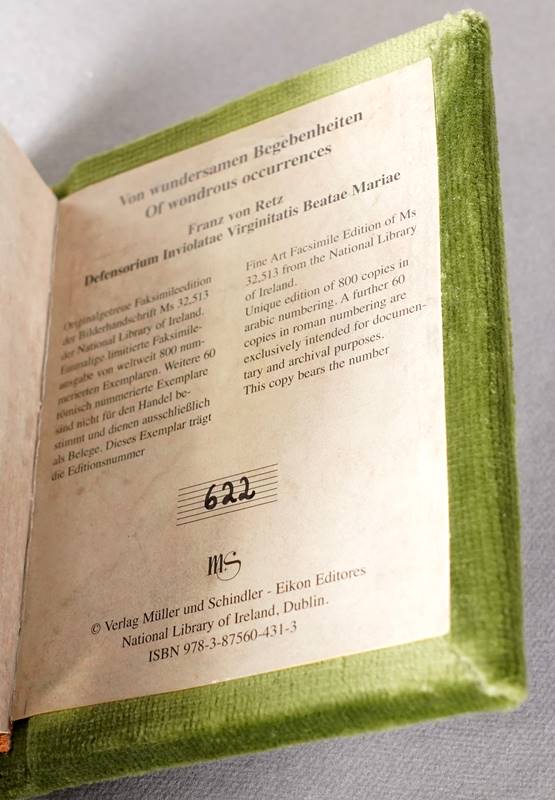 Von wundersamen Begebenheiten
Of wondrous occurrences
Franz von Retz
Defensorium Inviolatae Virginitatis Beatae Mariae
Originalgetreue Faksimileedition
der Bilderhandschrift Ms 32,513
der National Library of Ireland.
Einmalige limitierte Faksimile-
ausgabe von weltweit 800 num-
merierten Exemplaren. Weitere 60
römisch nummerierte Exemplare
sind nicht für den Handel be-
stimmt und dienen ausschließlich
als Belege. Dieses Exemplar trägt
die Editionsnummer
Fine Art Facsimile Edition of Ms
32,513 from the National Library
of Ireland.
Unique edition of 800 copies in
arabic numbering. A further 60
copies in roman numbering are
exclusively intended for documen-
tary and archival purposes.
This copy bears the number
622
MS
© Verlag Müller und Schindler - Eikon Editores
National Library of Ireland, Dublin.
ISBN 978-3-87560-431-3